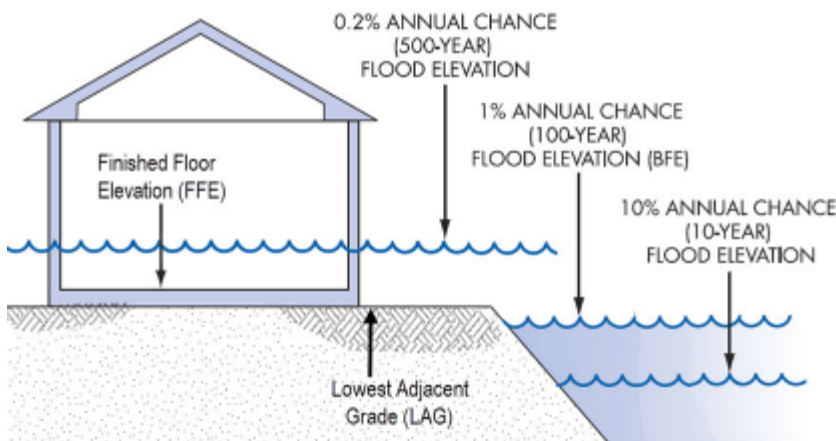 0.2% ANNUAL CHANCE
(500-YEAR)
FLOOD ELEVATION
1% ANNUAL CHANCE
(100-YEAR)
FLOOD ELEVATION (BFE)
Finished Floor
Elevation (FFE)
10% ANNUAL CHANCE
(10-YEAR)
FLOOD ELEVATION
Lowest Adjacent
Grade (LAG)